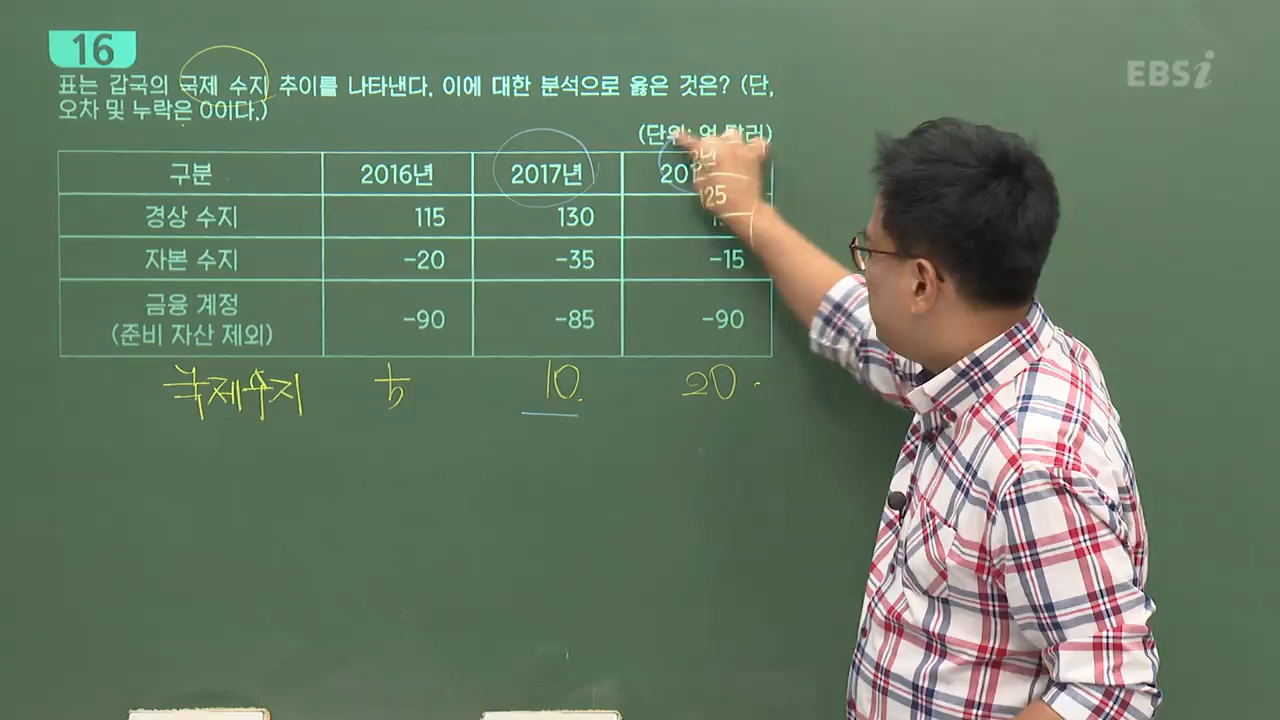 16
EBSi
표는 갑국의 국제 수지 추이를 나타낸다. 이에 대한 분석으로 옳은 것은? (단,
오차 및 누락은 0이다.)
(단위: 억 달러)
구분 2016년 2017년
경상 수지 115 130 125
자본 수지 -20 -35 -15
금융 계정 -90 -85 -90
(준비 자산 제외)
국제수지 5 10. 20.